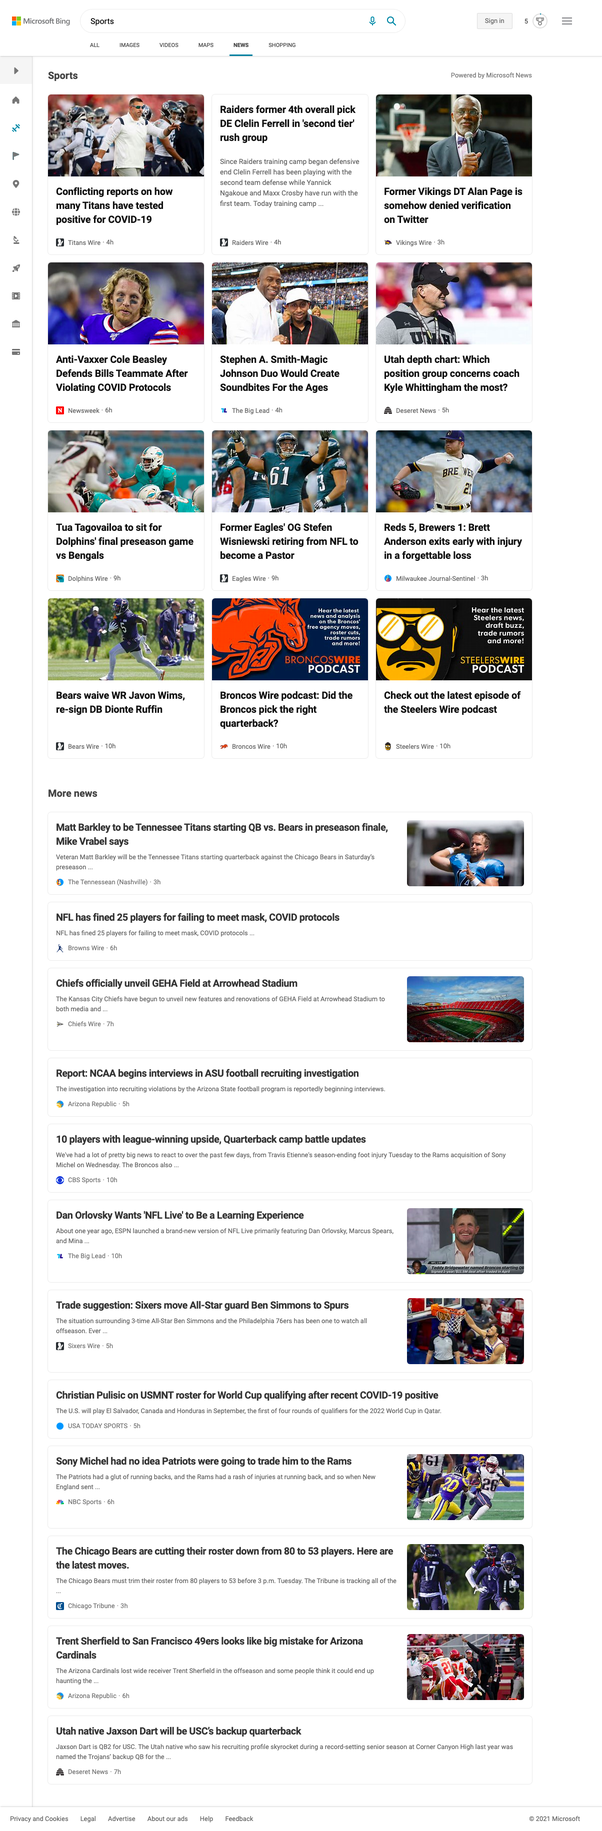 Microsoft Bing
Sports
Sign in
5
ALL
IMAGES
VIDEOS
MAPS
NEWS
SHOPPING
Sports
Powered by Microsoft News
Conflicting reports on how
many Titans have tested
positive for COVID-19
Titans Wire · 4h
Raiders former 4th overall pick
DE Clelin Ferrell in 'second tier'
rush group
Since Raiders training camp began defensive
end Clelin Ferrell has been playing with the
second team defense while Yannick
Ngakoue and Maxx Crosby have run with the
first team. Today training camp ...
Raiders Wire · 4h
Former Vikings DT Alan Page is
somehow denied verification
on Twitter
Vikings Wire · 3h
Anti-Vaxxer Cole Beasley
Defends Bills Teammate After
Violating COVID Protocols
Newsweek · 6h
Stephen A. Smith-Magic
Johnson Duo Would Create
Soundbites For the Ages
The Big Lead · 4h
Utah depth chart: Which
position group concerns coach
Kyle Whittingham the most?
Deseret News · 5h
Tua Tagovailoa to sit for
Dolphins' final preseason game
vs Bengals
Dolphins Wire · 9h
61
Former Eagles' OG Stefen
Wisniewski retiring from NFL to
become a Pastor
Eagles Wire · 9h
Reds 5, Brewers 1: Brett
Anderson exits early with injury
in a forgettable loss
Milwaukee Journal-Sentinel · 3h
Bears waive WR Javon Wims,
re-sign DB Dionte Ruffin
Bears Wire · 10h
Hear the latest
news and analysis
on the Broncos'
free agency moves,
roster cuts,
trade rumors
and more!
BRONCOSWIRE
PODCAST
Broncos Wire podcast: Did the
Broncos pick the right
quarterback?
Broncos Wire · 10h
Hear the latest
Steelers news,
draft buzz,
trade rumors
and more!
STEELERSWIRE
PODCAST
Check out the latest episode of
the Steelers Wire podcast
Steelers Wire · 10h
More news
Matt Barkley to be Tennessee Titans starting QB vs. Bears in preseason finale,
Mike Vrabel says
Veteran Matt Barkley will be the Tennessee Titans starting quarterback against the Chicago Bears in Saturday's
preseason ...
The Tennessean (Nashville) · 3h
NFL has fined 25 players for failing to meet mask, COVID protocols
NFL has fined 25 players for failing to meet mask, COVID protocols ...
Browns Wire · 6h
Chiefs officially unveil GEHA Field at Arrowhead Stadium
The Kansas City Chiefs have begun to unveil new features and renovations of GEHA Field at Arrowhead Stadium to
both media and ...
Chiefs Wire · 7h
Report: NCAA begins interviews in ASU football recruiting investigation
The investigation into recruiting violations by the Arizona State football program is reportedly beginning interviews.
Arizona Republic · 5h
10 players with league-winning upside, Quarterback camp battle updates
We've had a lot of pretty big news to react to over the past few days, from Travis Etienne's season-ending foot injury Tuesday to the Rams acquisition of Sony
Michel on Wednesday. The Broncos also ...
CBS Sports · 10h
Dan Orlovsky Wants 'NFL Live' to Be a Learning Experience
About one year ago, ESPN launched a brand-new version of NFL Live primarily featuring Dan Orlovsky, Marcus Spears,
and Mina ...
The Big Lead · 10h
Trade suggestion: Sixers move All-Star guard Ben Simmons to Spurs
The situation surrounding 3-time All-Star Ben Simmons and the Philadelphia 76ers has been one to watch all
offseason. Ever ...
Sixers Wire · 5h
Christian Pulisic on USMNT roster for World Cup qualifying after recent COVID-19 positive
The U.S. will play El Salvador, Canada and Honduras in September, the first of four rounds of qualifiers for the 2022 World Cup in Qatar.
USA TODAY SPORTS · 5h
Sony Michel had no idea Patriots were going to trade him to the Rams
The Patriots had a glut of running backs, and the Rams had a rash of injuries at running back, and so when New
England sent ...
NBC Sports · 6h
The Chicago Bears are cutting their roster down from 80 to 53 players. Here are
the latest moves.
The Chicago Bears must trim their roster from 80 players to 53 before 3 p.m. Tuesday. The Tribune is tracking all of the
...
Chicago Tribune · 3h
Trent Sherfield to San Francisco 49ers looks like big mistake for Arizona
Cardinals
The Arizona Cardinals lost wide receiver Trent Sherfield in the offseason and some people think it could end up
haunting the ...
Arizona Republic · 6h
Utah native Jaxson Dart will be USC's backup quarterback
Jaxson Dart is QB2 for USC. The Utah native who saw his recruiting profile skyrocket during a record-setting senior season at Corner Canyon High last year was
named the Trojans' backup QB for the ...
Deseret News · 7h
Privacy and Cookies
Legal
Advertise
About our ads
Help
Feedback
© 2021 Microsoft